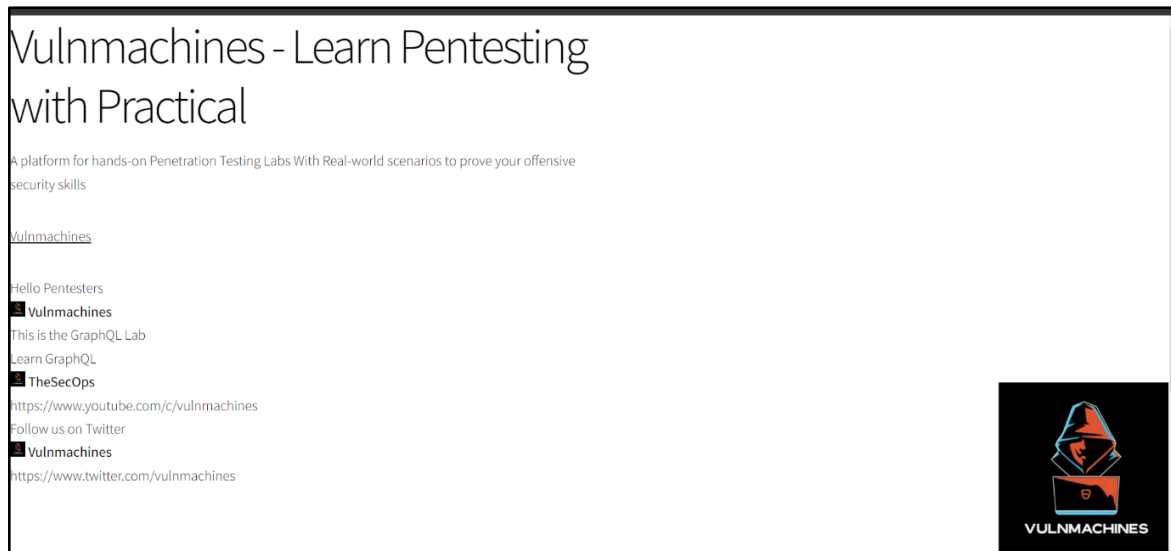 Vulnmachines - Learn Pentesting
with Practical
A platform for hands-on Penetration Testing Labs With Real-world scenarios to prove your offensive
security skills
Vulnmachines
Hello Pentesters
Vulnmachines
This is the GraphQL Lab
Learn GraphQL
TheSecOps
https://www.youtube.com/c/vulnmachines
Follow us on Twitter
Vulnmachines
https://www.twitter.com/vulnmachines
VULNMACHINES